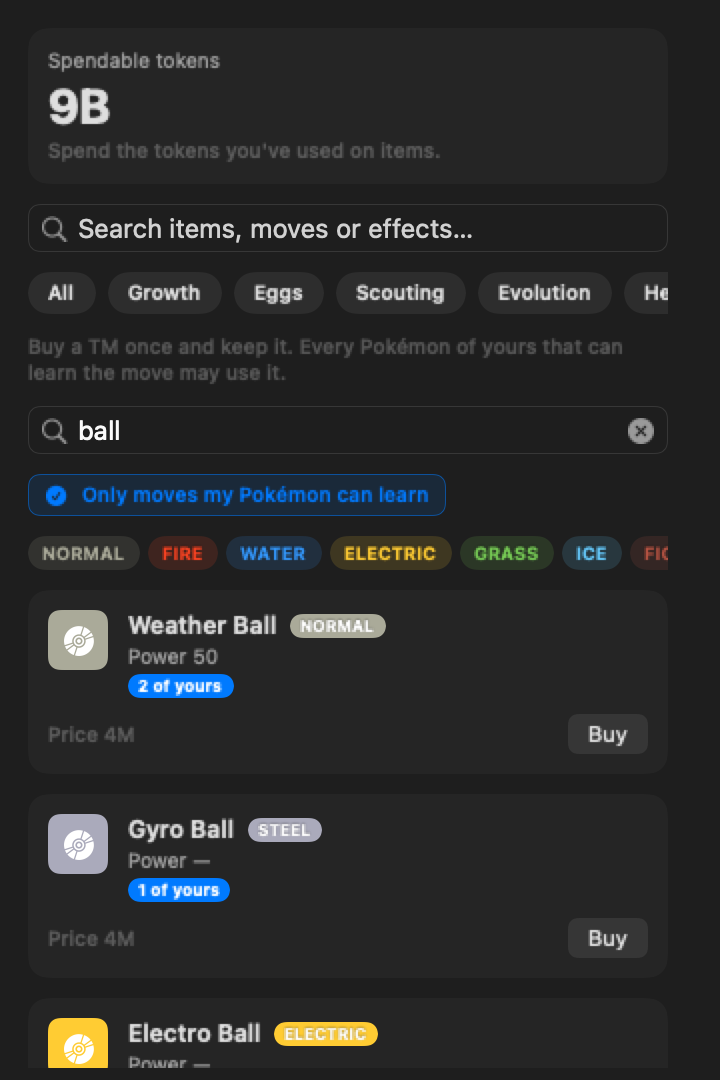 Spendable tokens
9B
Spend the tokens you've used on items.
Search items, moves or effects...
All Growth Eggs Scouting Evolution He
Buy a TM once and keep it. Every Pokémon of yours that can
learn the move may use it.
ball
Only moves my Pokémon can learn
NORMAL FIRE WATER ELECTRIC GRASS ICE FIG
Weather Ball NORMAL
Power 50
2 of yours
Price 4M Buy
Gyro Ball STEEL
Power —
1 of yours
Price 4M Buy
Electro Ball ELECTRIC
Power —